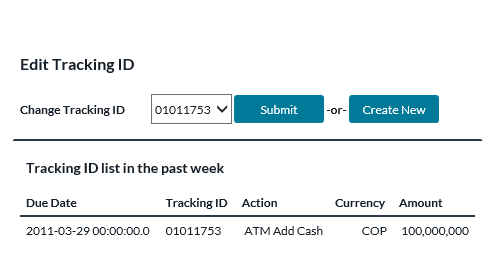 Edit Tracking ID
Change Tracking ID 01011753 Submit -or- Create New
Tracking ID list in the past week
Due Date Tracking ID Action Currency Amount
2011-03-29 00:00:00.0 01011753 ATM Add Cash COP 100,000,000